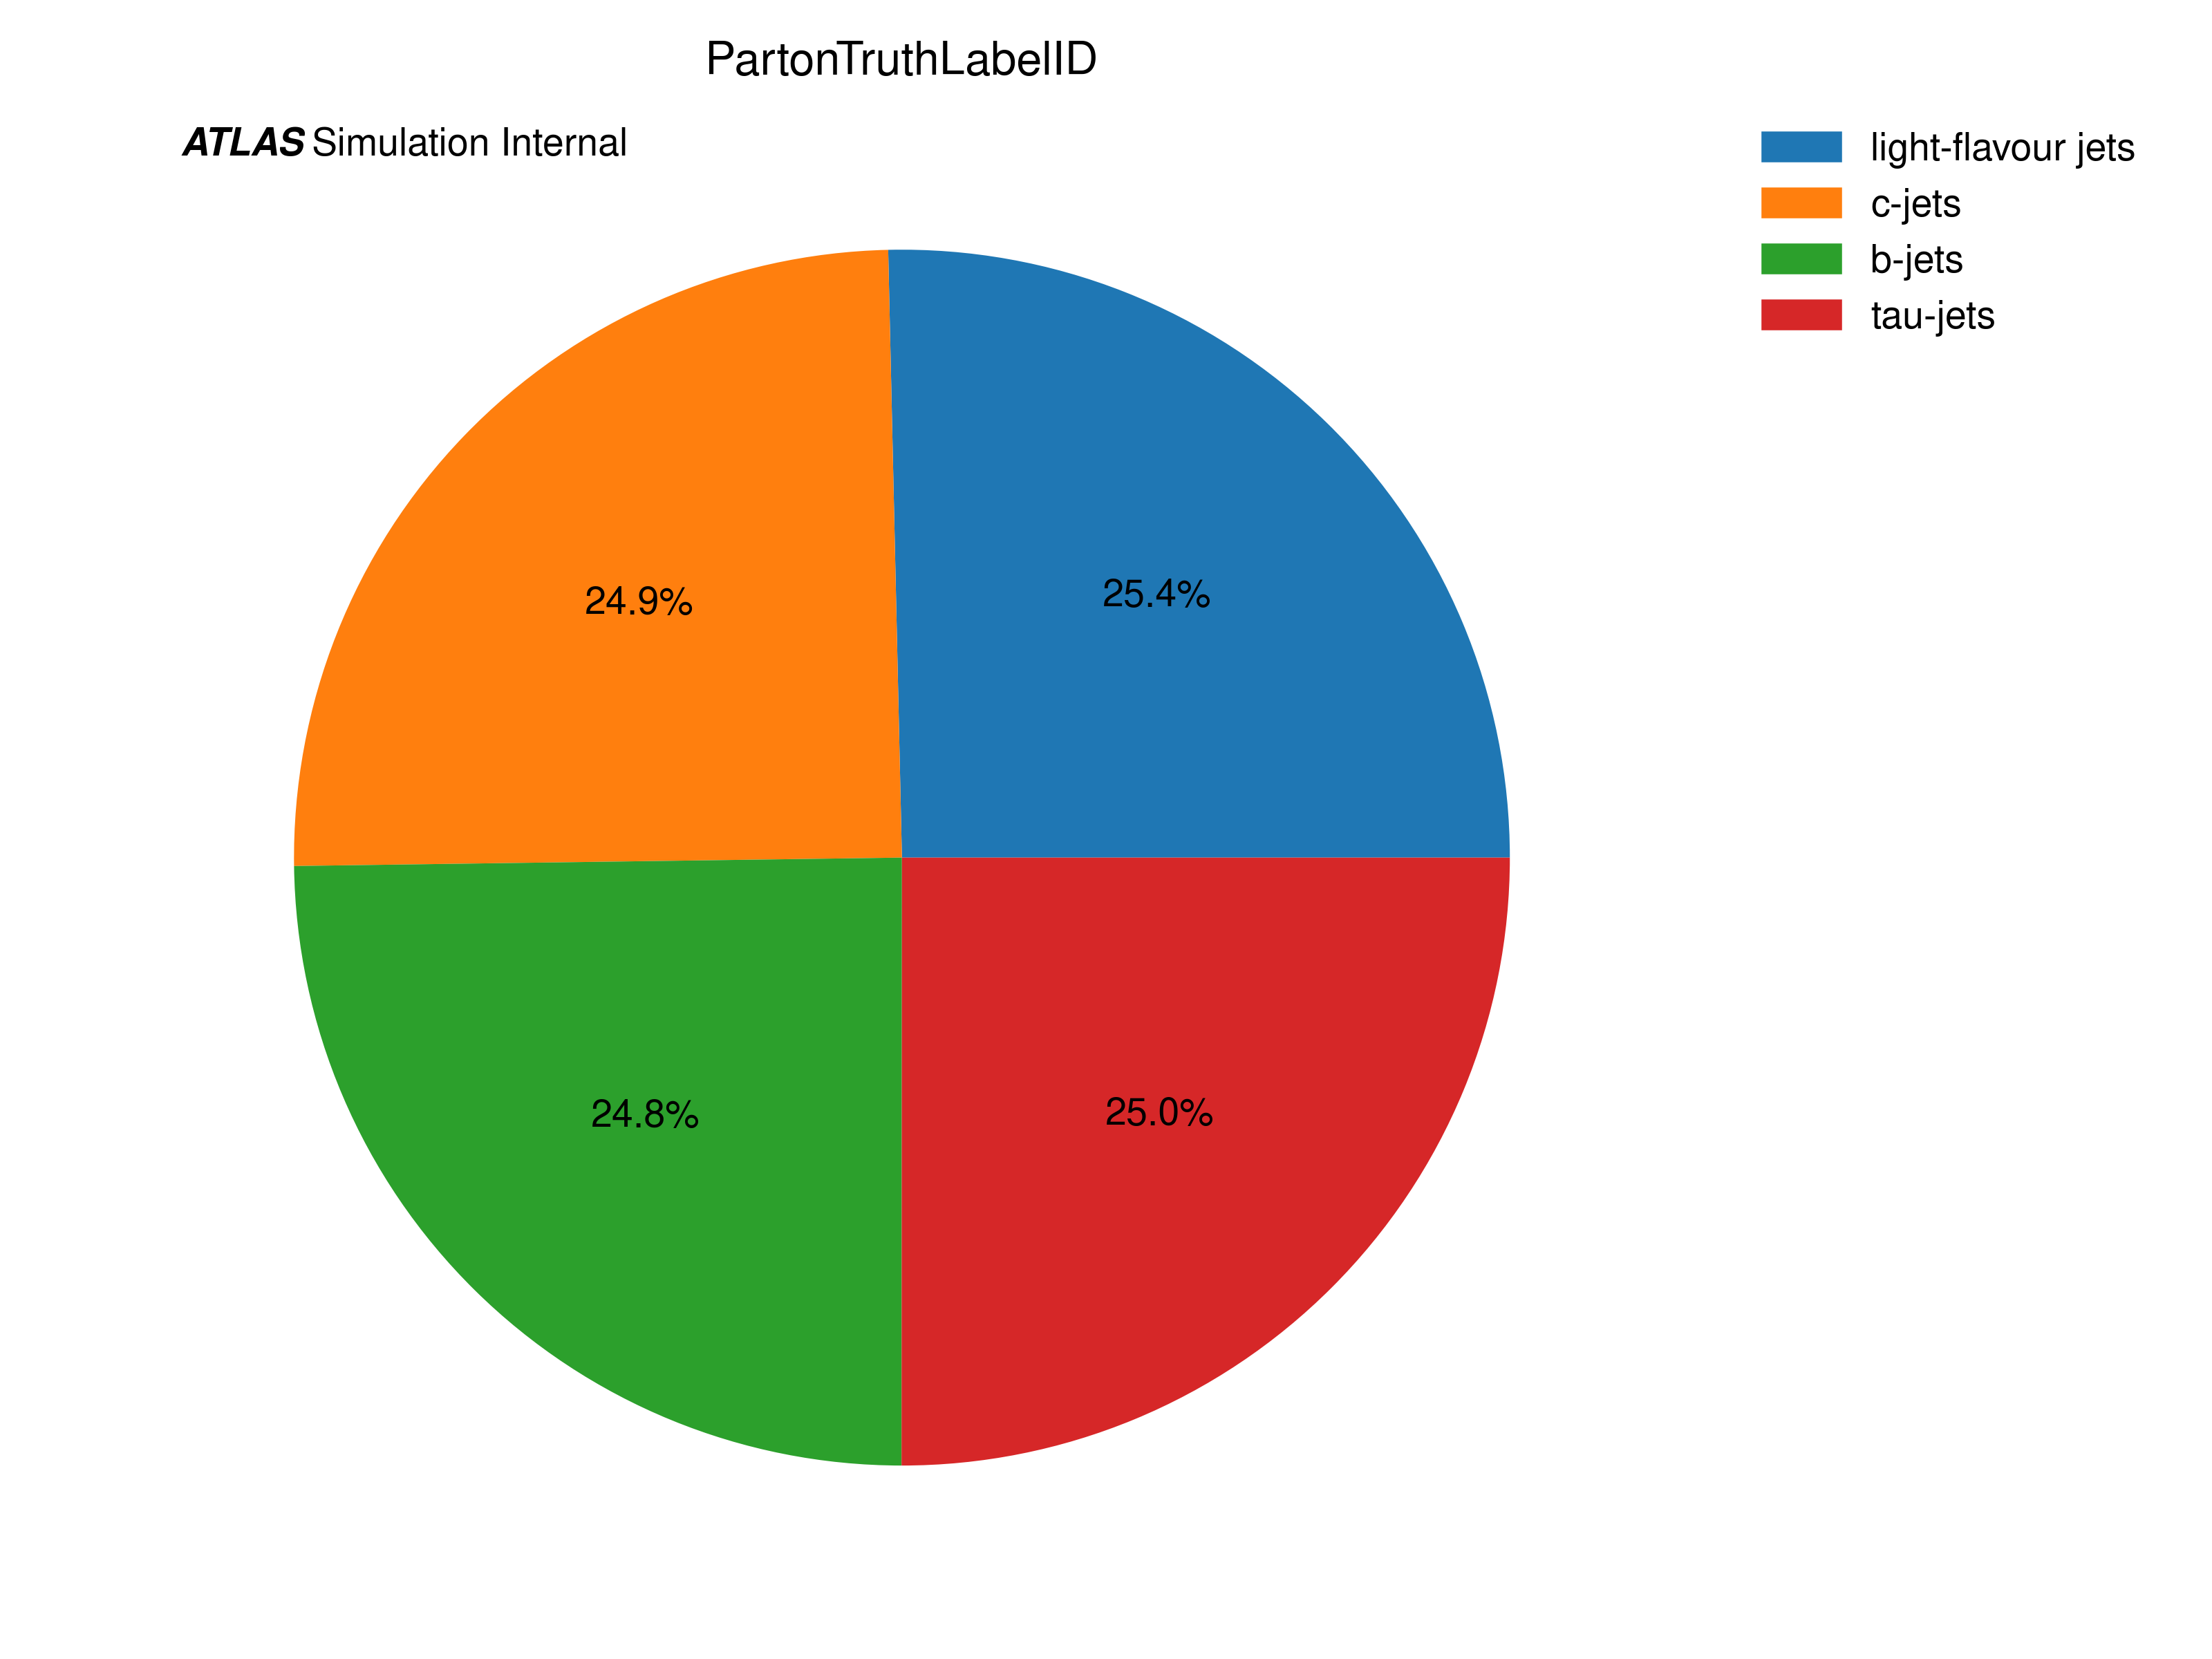 PartonTruthLabelID
ATLAS Simulation Internal
light-flavour jets
c-jets
b-jets
tau-jets
24.9%
25.4%
24.8%
25.0%